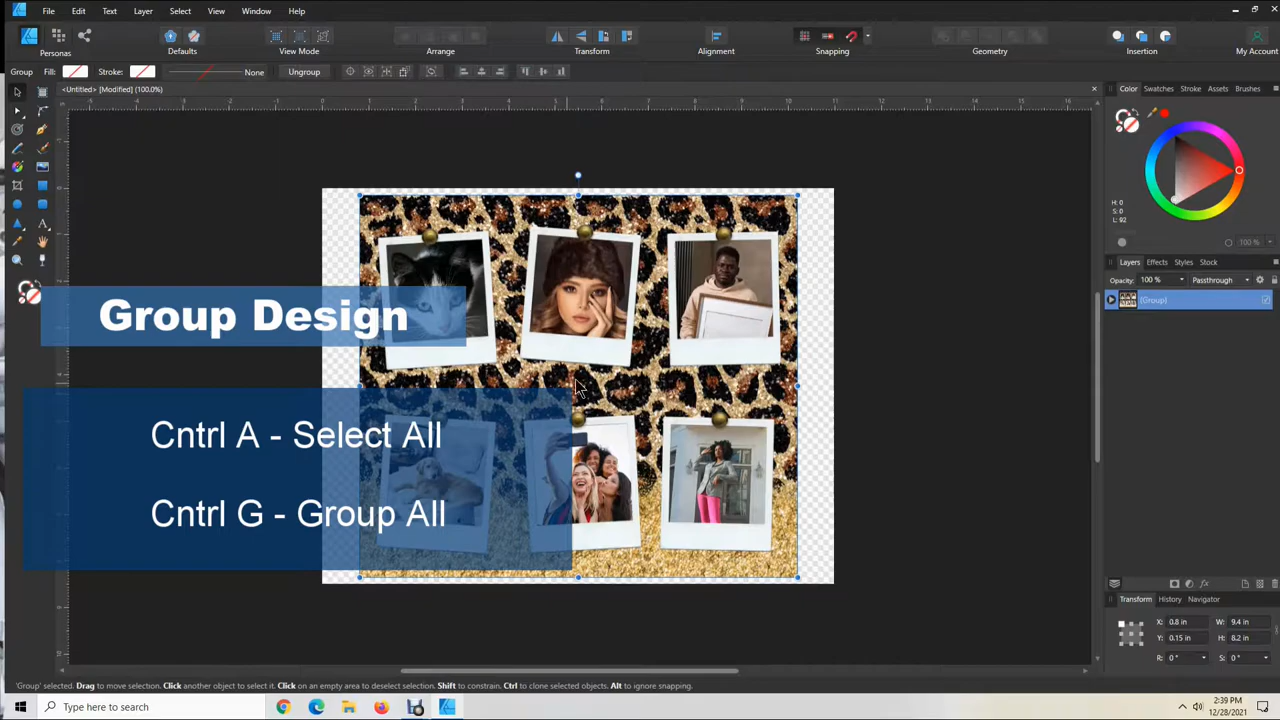 File Edit Text Layer Select View Window Help
Personas Defaults View Mode Arrange Transform Alignment Snapping Geometry Insertion My Account
Group Fill: Stroke: None Ungroup
<Untitled> [Modified] (100.0%)
Color Swatches Stroke Assets Brushes
H: 0
S: 0
L: 92
100 %
Layers Effects Styles Stock
Opacity: 100 % Passthrough
(Group)
Group Design
Cntrl A - Select All
Cntrl G - Group All
Transform History Navigator
X: 0.8 in W: 9.4 in
Y: 0.15 in H: 8.2 in
R: 0 ° S: 0 °
'Group' selected. Drag to move selection. Click another object to select it. Click on an empty area to deselect selection. Shift to constrain. Ctrl to clone selected objects. Alt to ignore snapping.
Type here to search
2:39 PM
12/28/2021